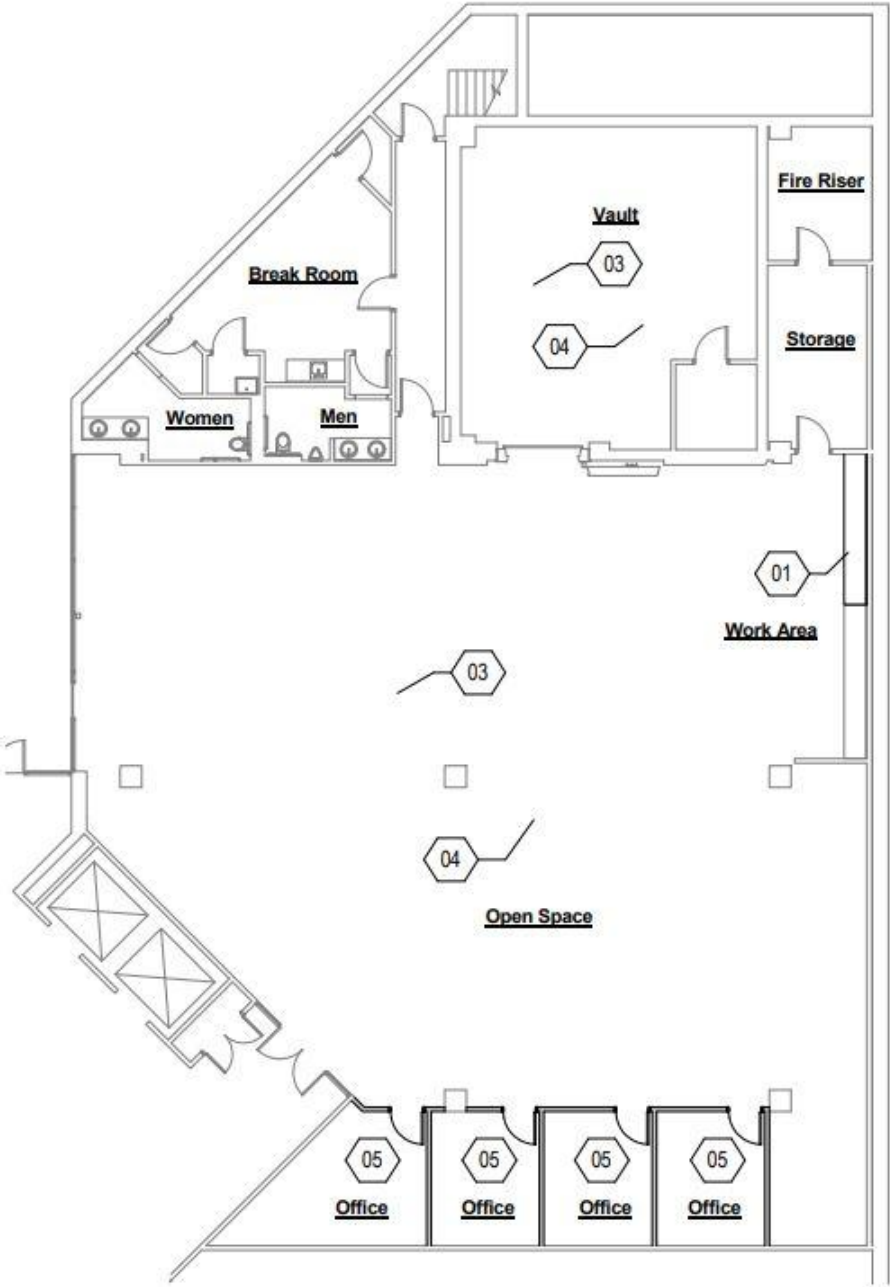 Fire Riser
Vault
03
Break Room
04
Storage
Women
Men
01
Work Area
03
04
Open Space
05
05
05
05
Office
Office
Office
Office